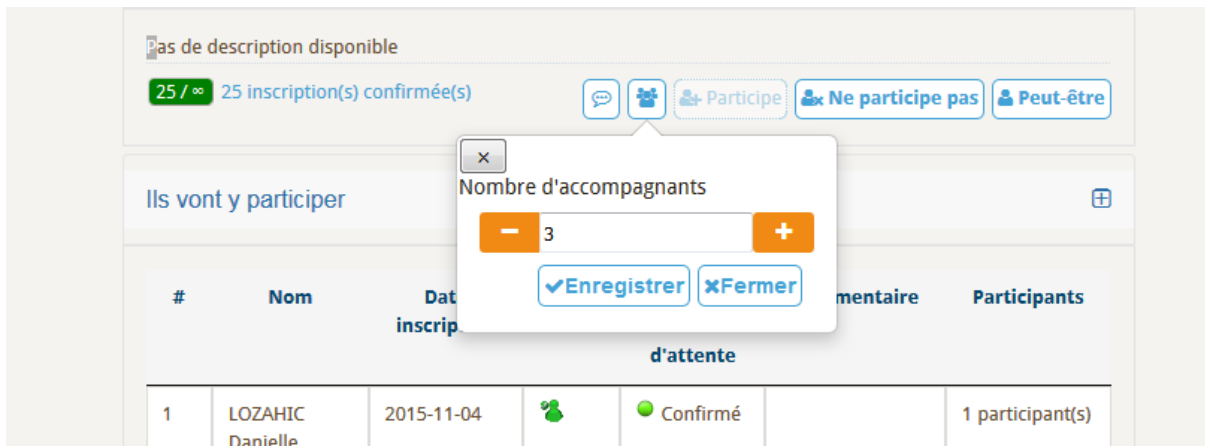 Pas de description disponible
25 / ∞ 25 inscription(s) confirmée(s) Participe Ne participe pas Peut-être
×
Nombre d'accompagnants
Ils vont y participer
− 3 +
Enregistrer Fermer
# Nom Dat mentaire Participants
inscrip
d'attente
1 LOZAHIC 2015-11-04 Confirmé 1 participant(s)
Danielle